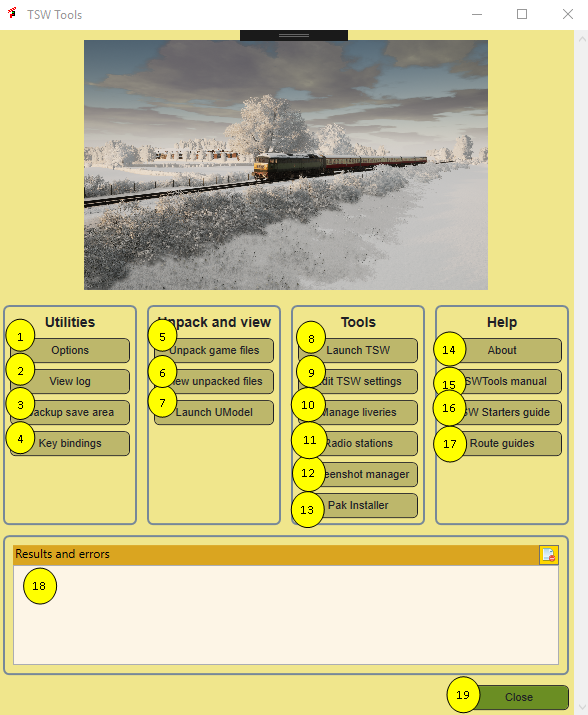 TSW Tools
Utilities
1 Options
2 View log
3 ackup save area
4 Key bindings
Unpack and view
5 Unpack game files
6 ew unpacked files
7 Launch UModel
Tools
8 Launch TSW
9 dit TSW settings
10 Manage liveries
11 Radio stations
12 eenshot manager
13 Pak Installer
Help
14 About
15 SWTools manual
16 SW Starters guide
17 Route guides
Results and errors
18
19 Close